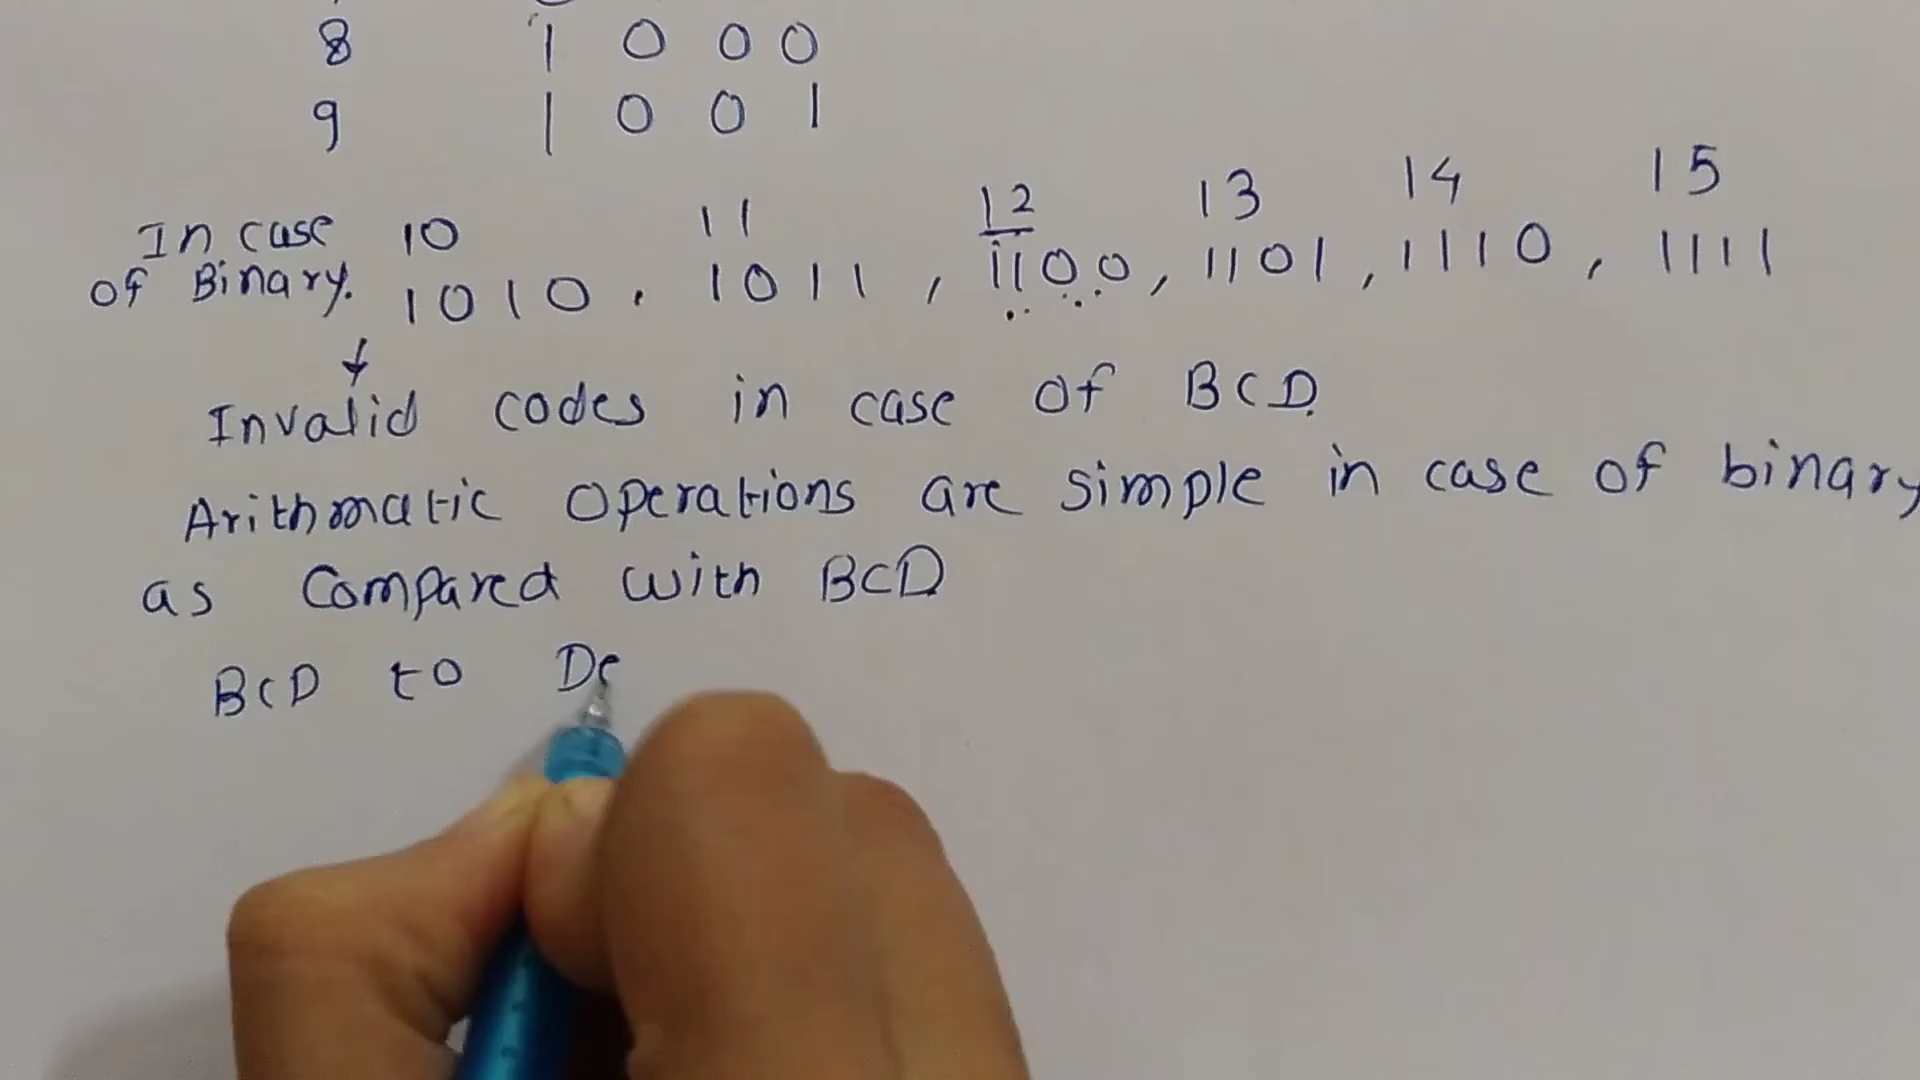 8 1 0 0 0
9 1 0 0 1
In case 10 11 12 13 14 15
of Binary. 1010 . 1011 , 1100 , 1101 , 1110 , 1111
Invalid codes in case of BCD.
Arithmatic Operations are simple in case of binary
as compared with BCD
BCD to De